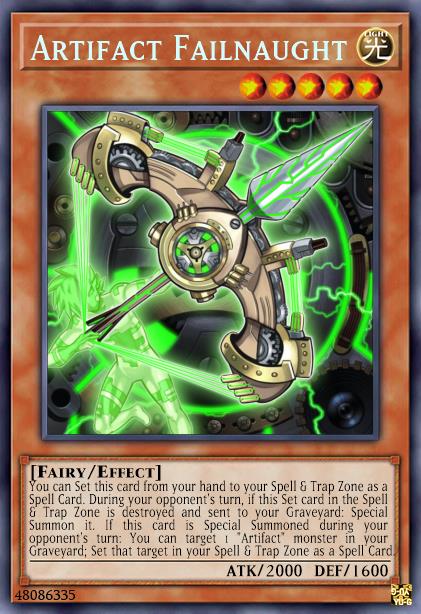 Artifact Failnaught
LIGHT
光
[Fairy/Effect]
You can Set this card from your hand to your Spell & Trap Zone as a
Spell Card. During your opponent's turn, if this Set card in the Spell
& Trap Zone is destroyed and sent to your Graveyard: Special
Summon it. If this card is Special Summoned during your
opponent's turn: You can target 1 "Artifact" monster in your
Graveyard; Set that target in your Spell & Trap Zone as a Spell Card.
ATK/2000 DEF/1600
48086335